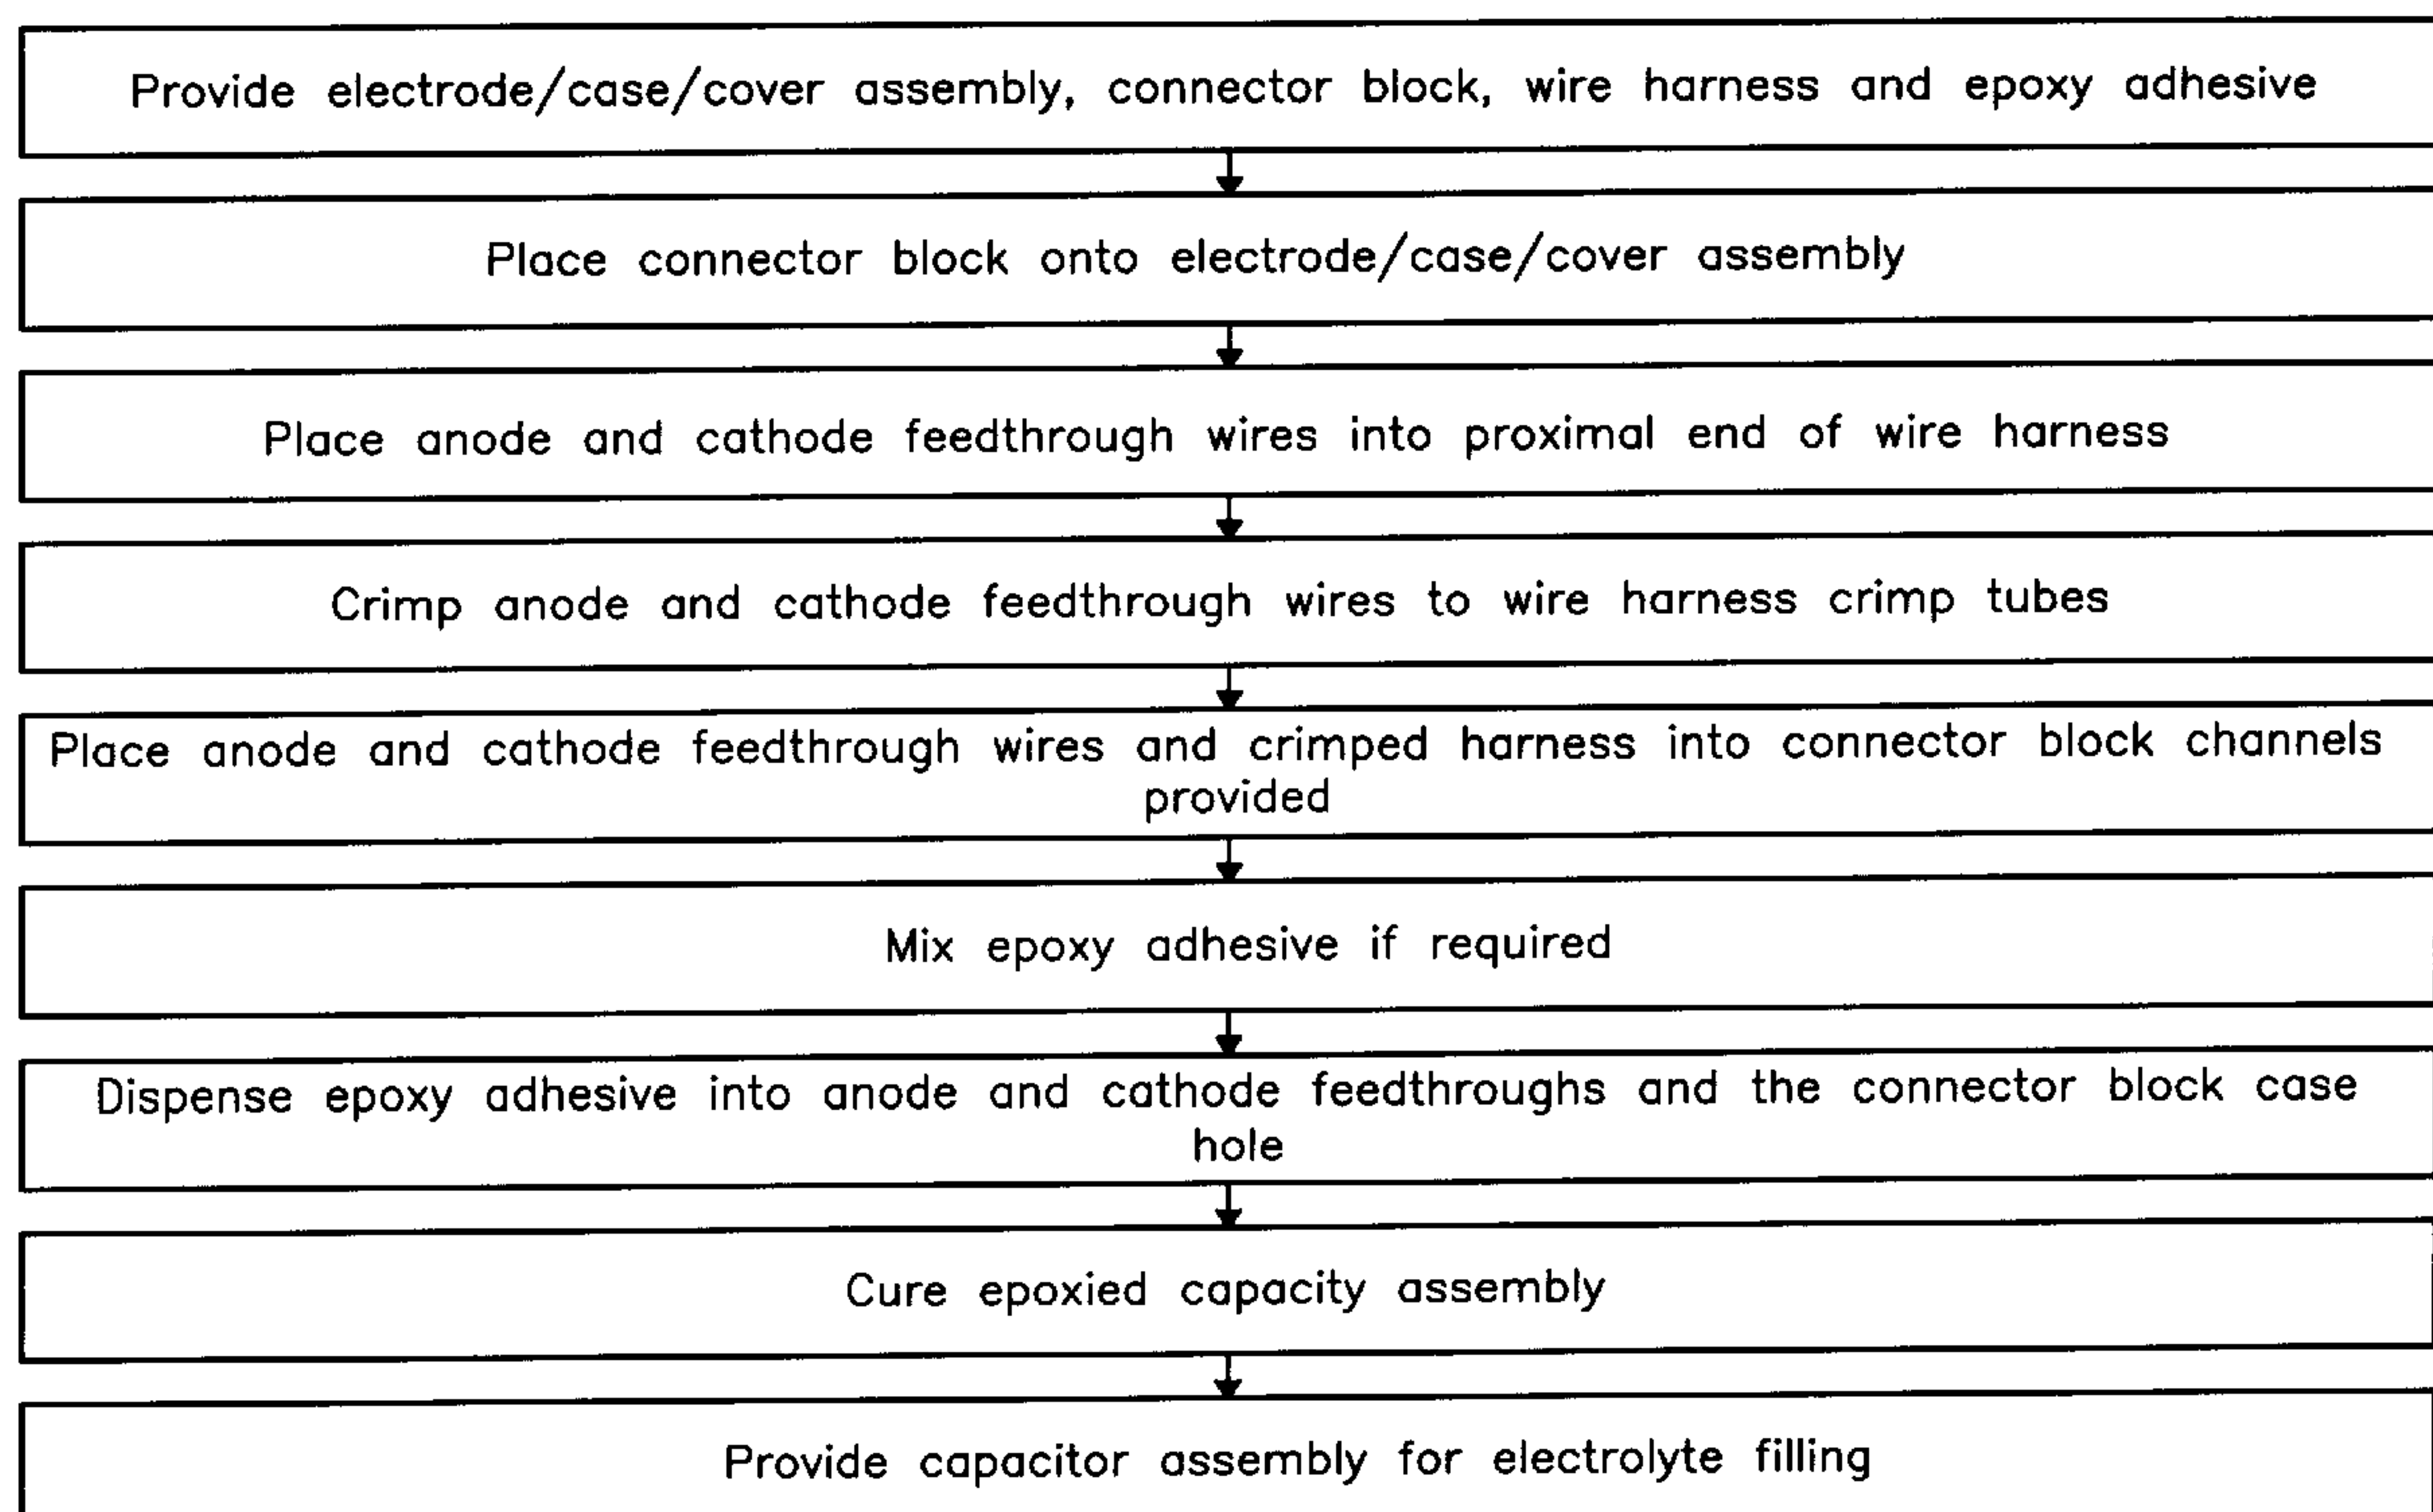 Provide electrode/case/cover assembly, connector block, wire harness and epoxy adhesive
Place connector block onto electrode/case/cover assembly
Place anode and cathode feedthrough wires into proximal end of wire harness
Crimp anode and cathode feedthrough wires to wire harness crimp tubes
Place anode and cathode feedthrough wires and crimped harness into connector block channels
provided
Mix epoxy adhesive if required
Dispense epoxy adhesive into anode and cathode feedthroughs and the connector block case
hole
Cure epoxied capacity assembly
Provide capacitor assembly for electrolyte filling